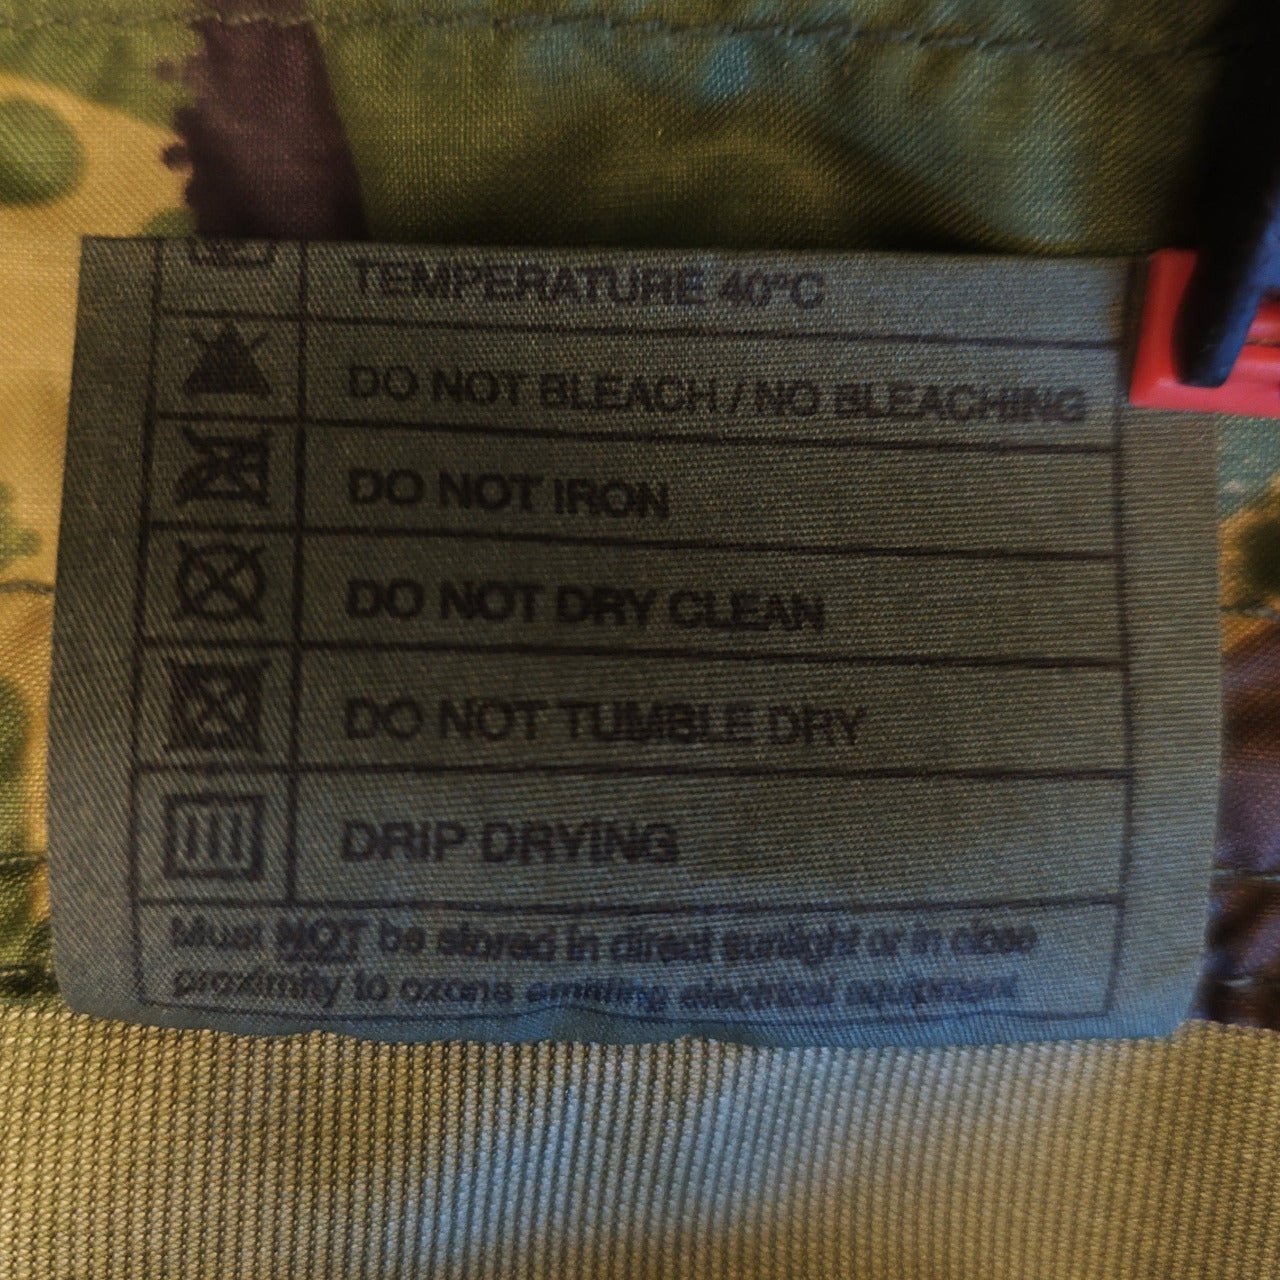 TEMPERATURE 40°C
DO NOT BLEACH / NO BLEACHING
DO NOT IRON
DO NOT DRY CLEAN
DO NOT TUMBLE DRY
DRIP DRYING
Must NOT be stored in direct sunlight or in close
proximity to ozone emitting electrical equipment